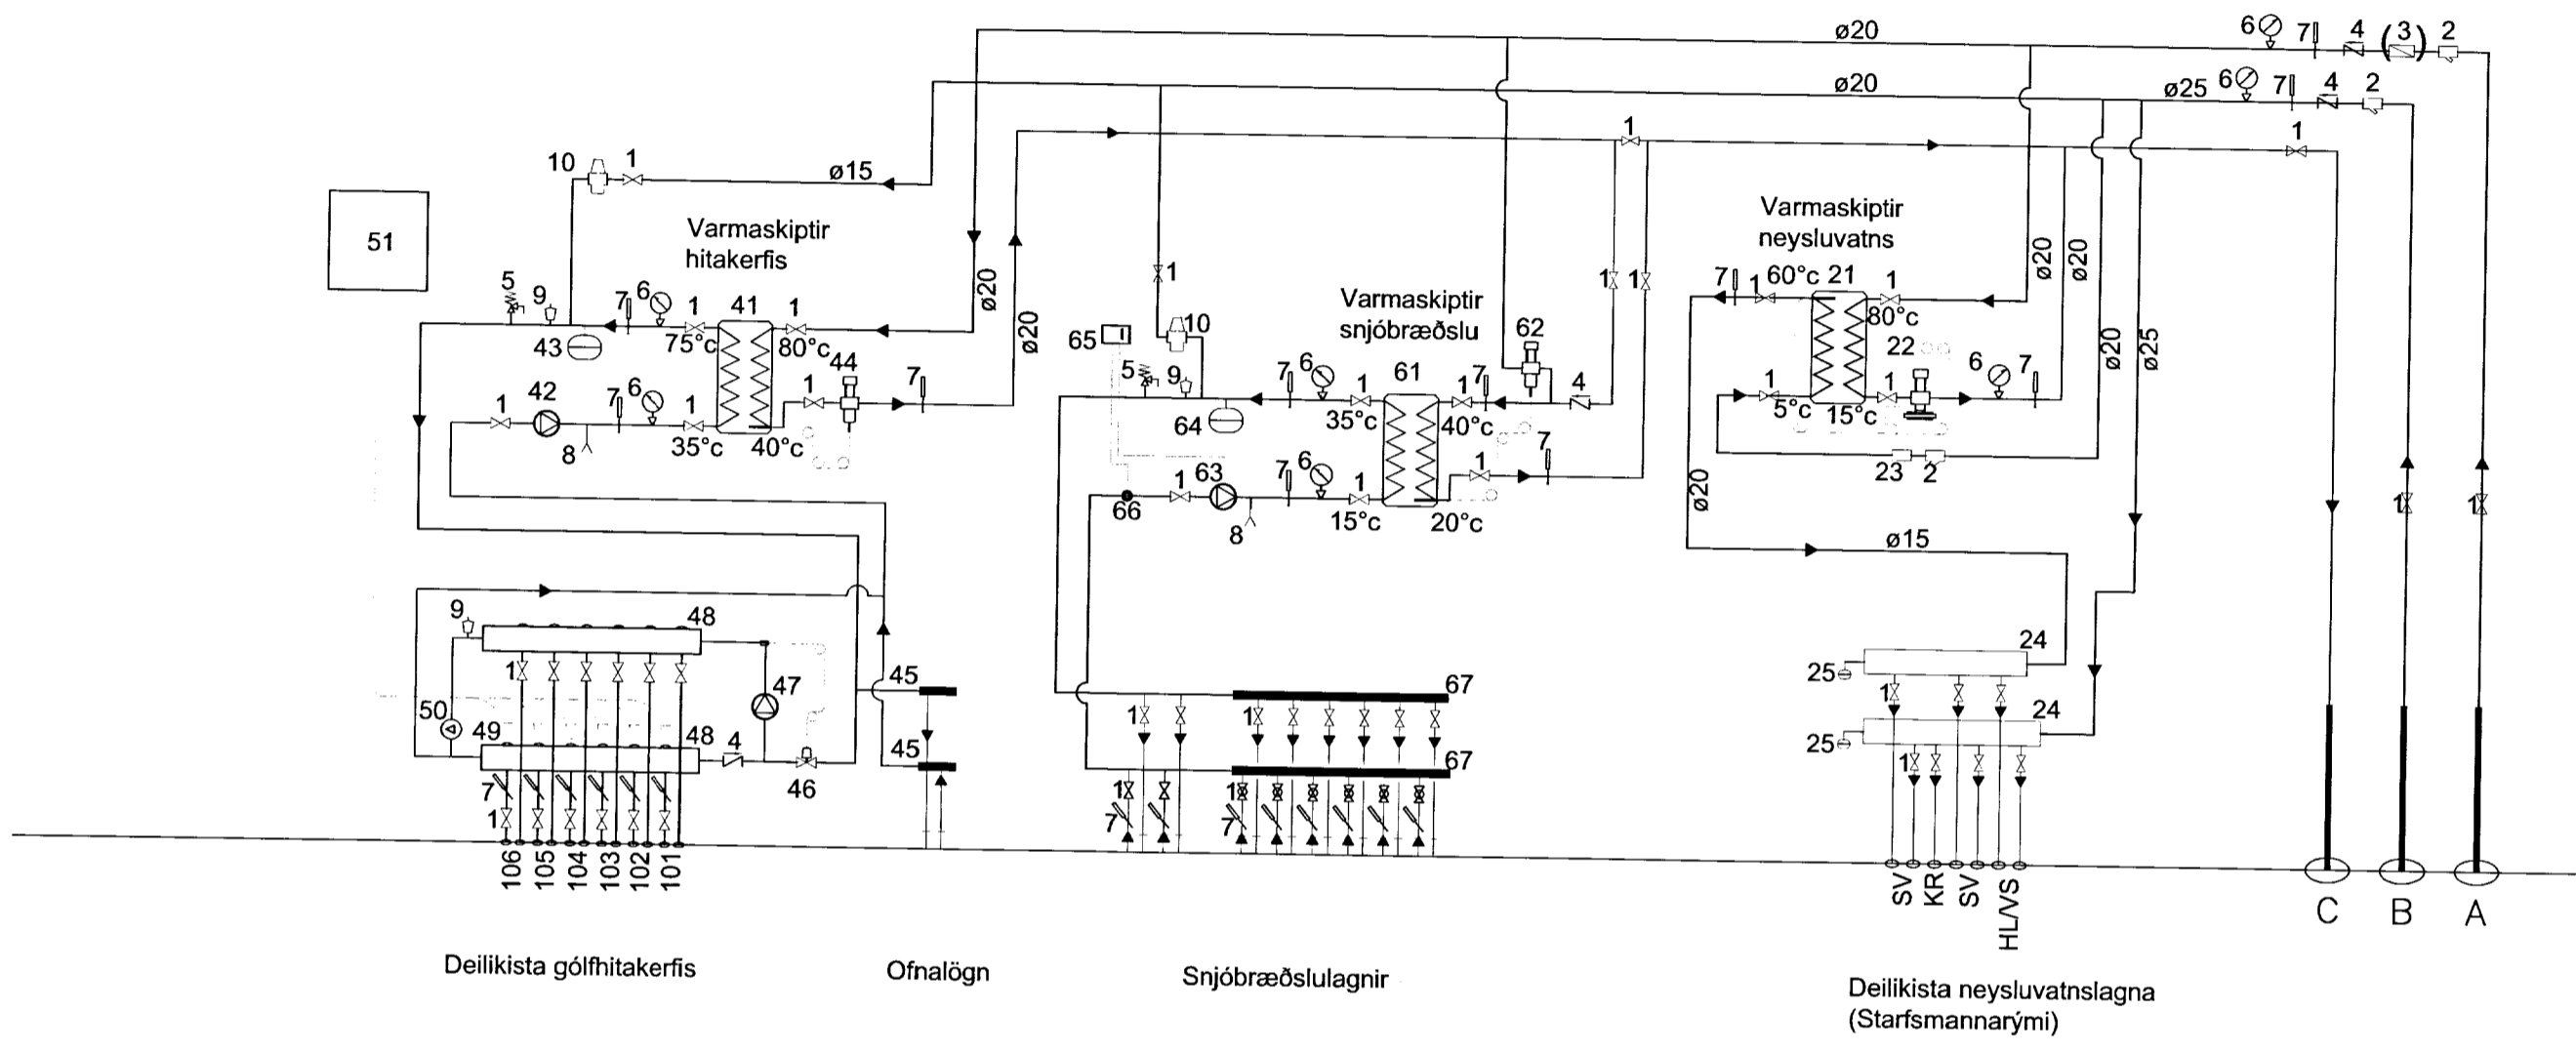 ø20
6
7
4
(3)
2
ø20
ø25
6
7
4
2
1
1
10
1
ø15
51
Varmaskiptir
hitakerfis
ø20
ø20
5
9
7
6
1
41
1
43
75°c
80°c
44
1
42
7
6
1
1
7
8
35°c
40°c
1
Varmaskiptir
snjóbræðslu
65
10
62
1
1
5
9
7
6
1
61
1
7
4
64
35°c
40°c
7
1
63
7
6
1
1
66
8
15°c
20°c
Varmaskiptir
neysluvatns
7
1
60°c
21
1
80°c
22
6
7
1
1
5°c
15°c
23
2
ø20
ø20
ø20
ø25
ø20
ø15
1
1
9
48
1
47
45
50
49
48
4
45
46
7
1
106
105
104
103
102
101
67
1
1
67
1
1
7
7
24
25
1
24
25
1
SV
KR
SV
HL/VS
C
B
A
Deilikista gólfhitakerfis
Ofnalögn
Snjóbræðslulagnir
Deilikista neysluvatnslagna
(Starfsmannarými)